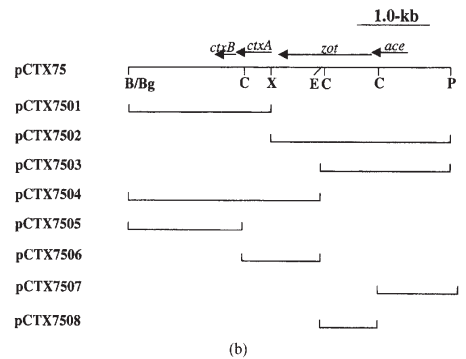 1.0-kb
ctxB ctxA zot ace
pCTX75
B/Bg C X E C C P
pCTX7501
pCTX7502
pCTX7503
pCTX7504
pCTX7505
pCTX7506
pCTX7507
pCTX7508
(b)